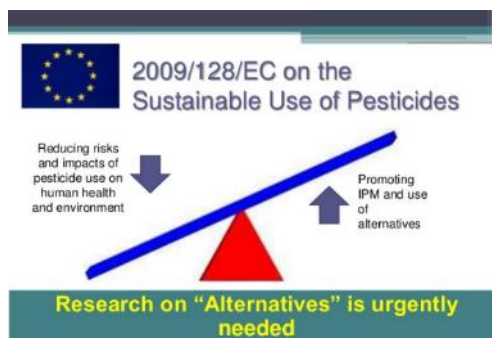 2009/128/EC on the
Sustainable Use of Pesticides
Reducing risks
and impacts of
pesticide use on
human health
and environment
Promoting
IPM and use
of
alternatives
Research on “Alternatives” is urgently
needed